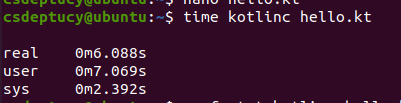 csdeptucy@ubuntu:~$ nano hello.kt
csdeptucy@ubuntu:~$ time kotlinc hello.kt
real 0m6.088s
user 0m7.069s
sys 0m2.392s